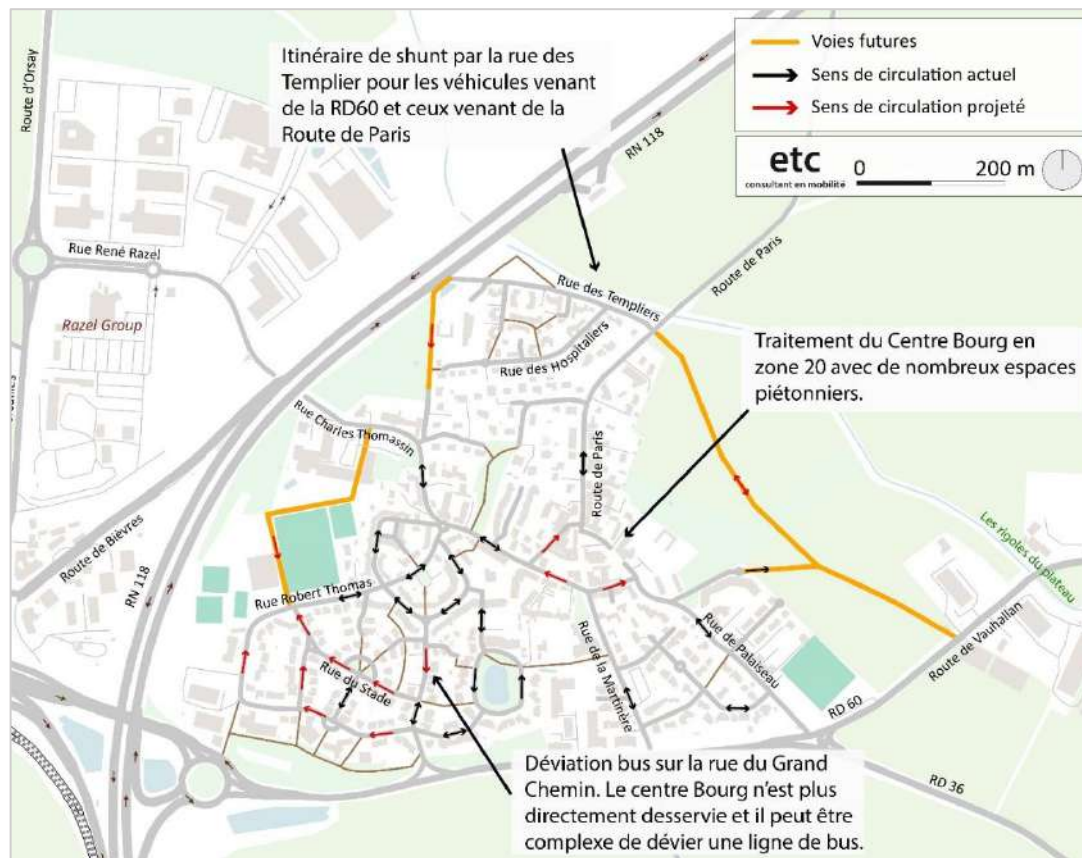 Itinéraire de shunt par la rue des
Templier pour les véhicules venant
de la RD60 et ceux venant de la
Route de Paris
Voies futures
Sens de circulation actuel
Sens de circulation projeté
etc
consultant en mobilité
0
200 m
Route d'Orsay
RN 118
Rue René Razel
Razel Group
Route de Paris
Rue des Templiers
Rue des Hospitaliers
Traitement du Centre Bourg en
zone 20 avec de nombreux espaces
piétonniers.
Rue Charles Thomassin
Route de Paris
Les rigoles du plateau
Route de Bièvres
RN 118
Rue Robert Thomas
Rue du Stade
Rue de la Martinère
Rue de Palaiseau
Route de Vauhallan
RD 60
RD 36
Déviation bus sur la rue du Grand
Chemin. Le centre Bourg n'est plus
directement desservie et il peut être
complexe de dévier une ligne de bus.